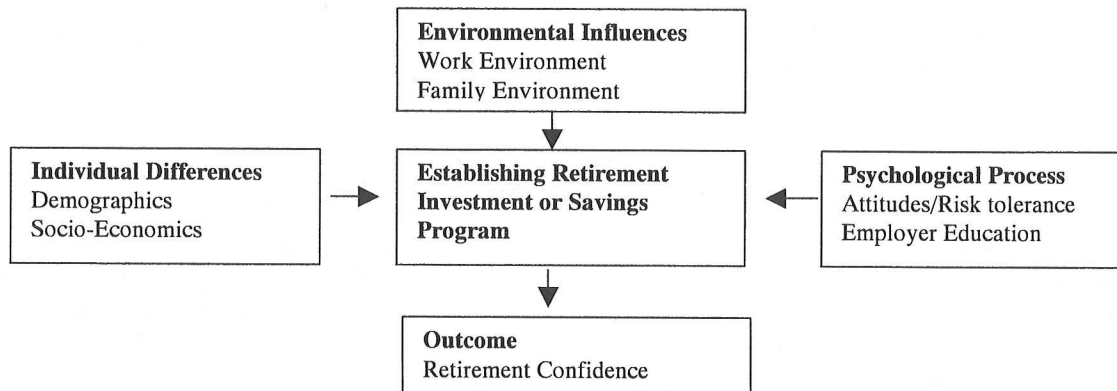 Environmental Influences
Work Environment
Family Environment
Individual Differences
Demographics
Socio-Economics
Establishing Retirement
Investment or Savings
Program
Psychological Process
Attitudes/Risk tolerance
Employer Education
Outcome
Retirement Confidence